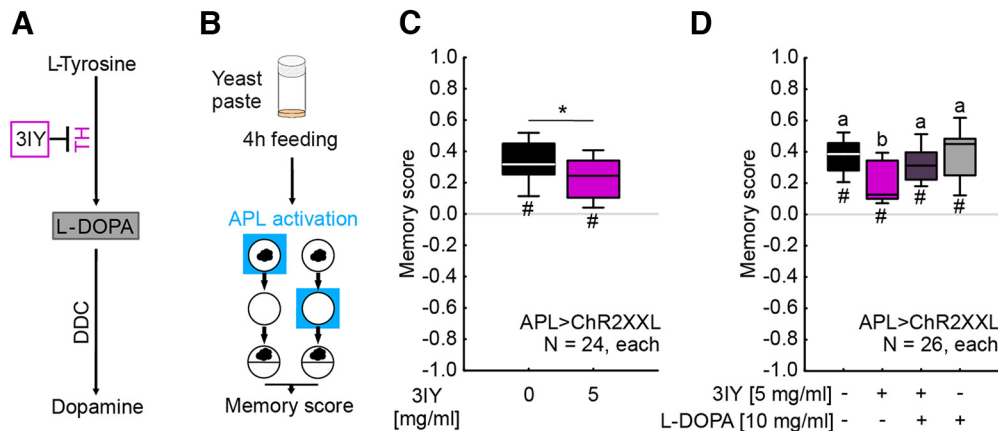 A
L-Tyrosine
3IY
TH
L-DOPA
DDC
Dopamine
B
Yeast
paste
4h feeding
APL activation
Memory score
C
Memory score
1.0
0.8
0.6
0.4
0.2
0.0
-0.2
-0.4
-0.6
-0.8
-1.0
*
# #
APL>ChR2XXL
N = 24, each
3IY 0 5
[mg/ml]
D
Memory score
1.0
0.8
0.6
0.4
0.2
0.0
-0.2
-0.4
-0.6
-0.8
-1.0
a b a a
# # # #
APL>ChR2XXL
N = 26, each
3IY [5 mg/ml] - + + -
L-DOPA [10 mg/ml] - - + +